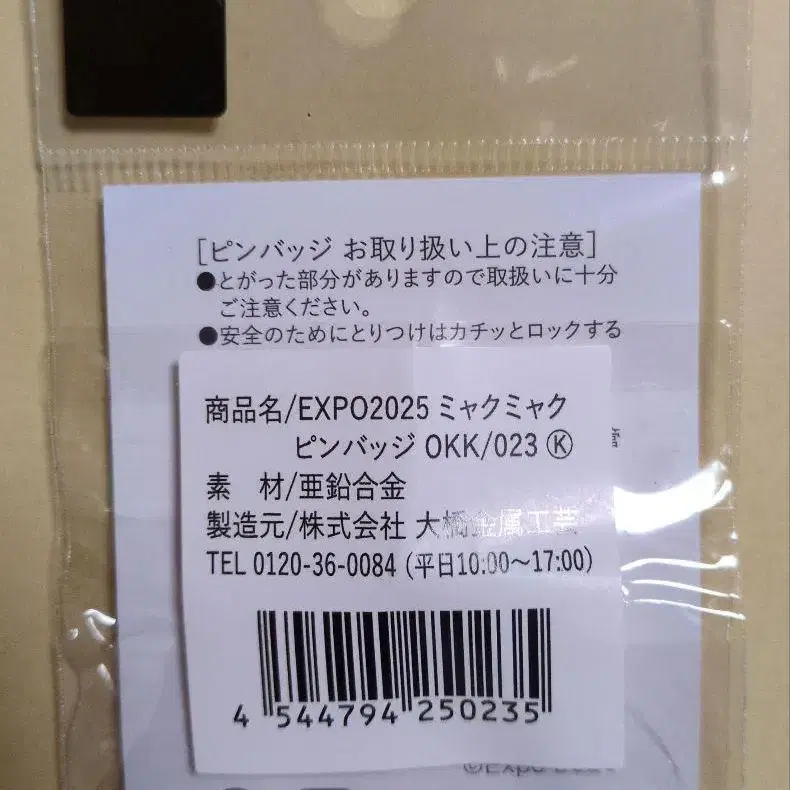 [ピンバッジ お取り扱い上の注意]
●とがった部分がありますので取扱いに十分
ご注意ください。
●安全のためにとりつけはカチッとロックする
商品名/EXPO2025 ミャクミャク
ピンバッジ OKK/023 Ⓚ
素　材/亜鉛合金
製造元/株式会社 大橋金属工芸
TEL 0120-36-0084 (平日10:00～17:00)
4 544794 250235